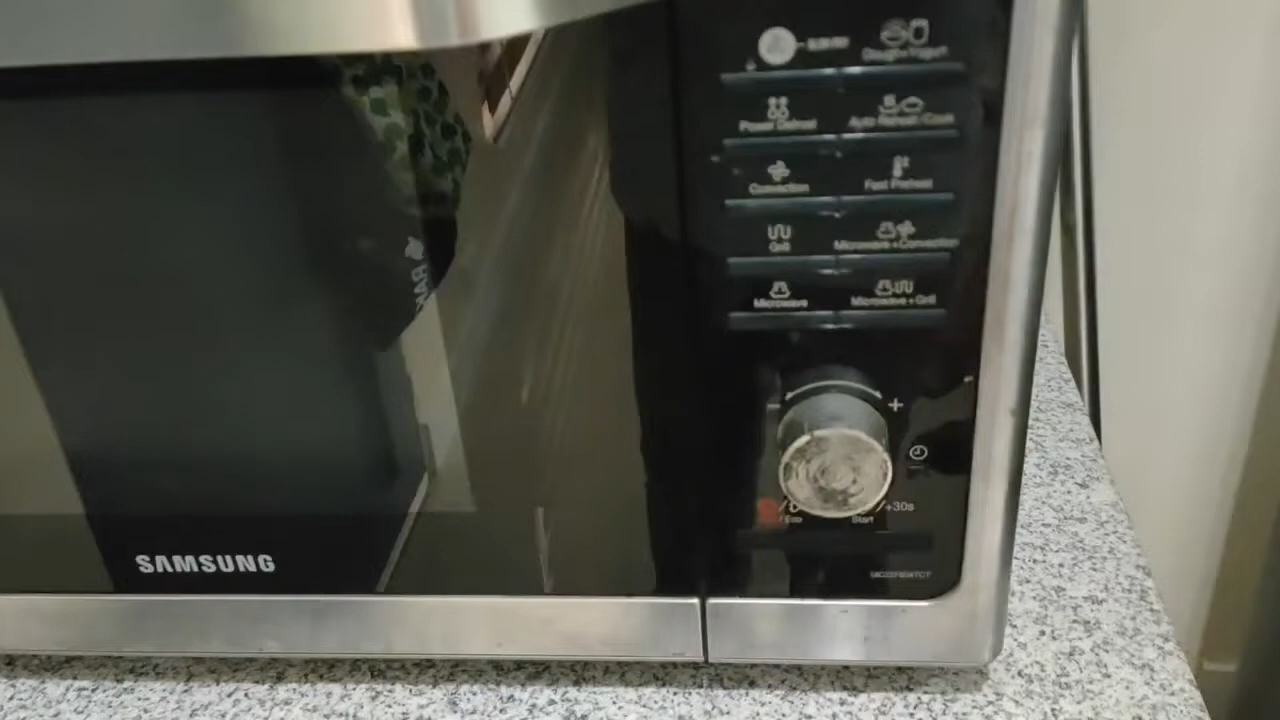 Dough/Yogurt
Power Defrost
Auto Reheat/Cook
Convection
Fast Preheat
Grill
Microwave+Convection
Microwave
Microwave+Grill
- +
/+30s
/ Eco
Start
SAMSUNG